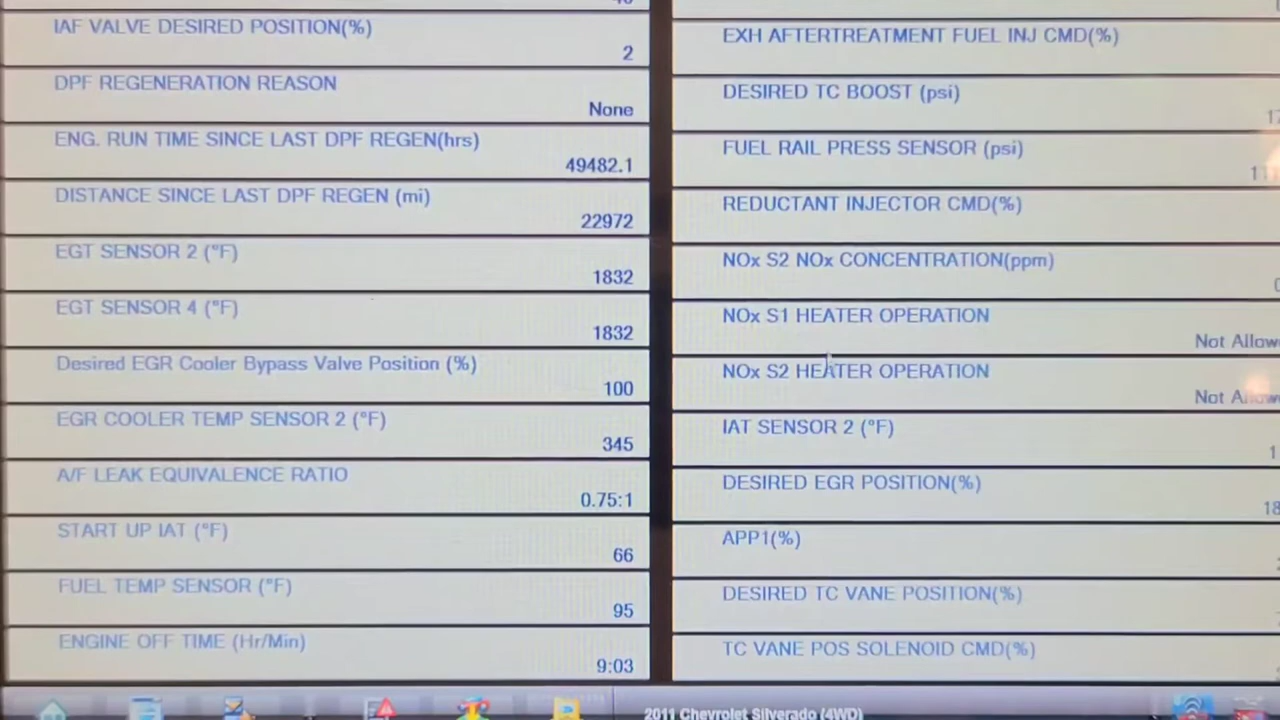 IAF VALVE DESIRED POSITION(%)
2
DPF REGENERATION REASON
None
ENG. RUN TIME SINCE LAST DPF REGEN(hrs)
49482.1
DISTANCE SINCE LAST DPF REGEN (mi)
22972
EGT SENSOR 2 (°F)
1832
EGT SENSOR 4 (°F)
1832
Desired EGR Cooler Bypass Valve Position (%)
100
EGR COOLER TEMP SENSOR 2 (°F)
345
A/F LEAK EQUIVALENCE RATIO
0.75:1
START UP IAT (°F)
66
FUEL TEMP SENSOR (°F)
95
ENGINE OFF TIME (Hr/Min)
9:03
EXH AFTERTREATMENT FUEL INJ CMD(%)
DESIRED TC BOOST (psi)
FUEL RAIL PRESS SENSOR (psi)
REDUCTANT INJECTOR CMD(%)
NOx S2 NOx CONCENTRATION(ppm)
NOx S1 HEATER OPERATION
Not Allow
NOx S2 HEATER OPERATION
Not Allow
IAT SENSOR 2 (°F)
DESIRED EGR POSITION(%)
18
APP1(%)
DESIRED TC VANE POSITION(%)
TC VANE POS SOLENOID CMD(%)
2011 Chevrolet Silverado (4WD)